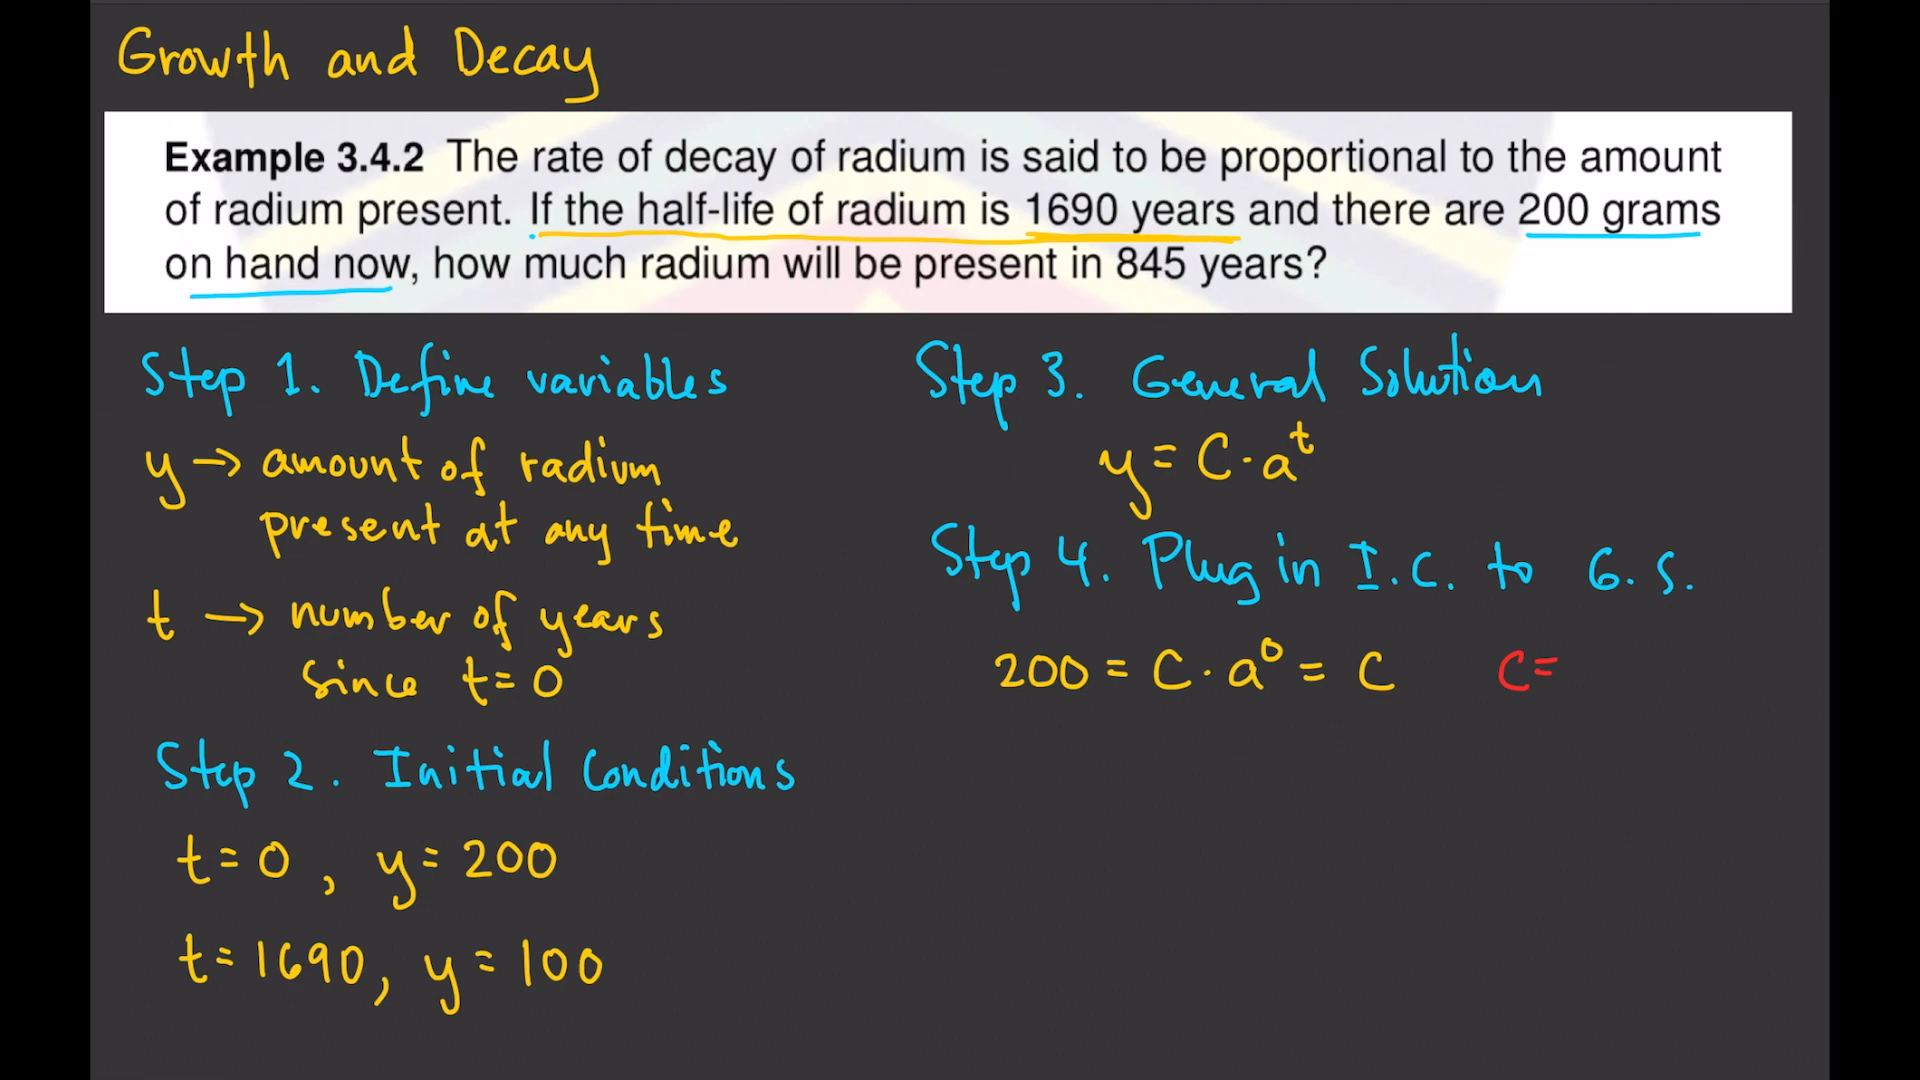 Growth and Decay
Example 3.4.2 The rate of decay of radium is said to be proportional to the amount
of radium present. If the half-life of radium is 1690 years and there are 200 grams
on hand now, how much radium will be present in 845 years?
Step 1. Define variables
y → amount of radium
present at any time
t → number of years
since t=0
Step 2. Initial Conditions
t=0, y=200
t=1690, y=100
Step 3. General Solution
y = C·a^t
Step 4. Plug in I.C. to G.S.
200 = C·a^0 = C C=